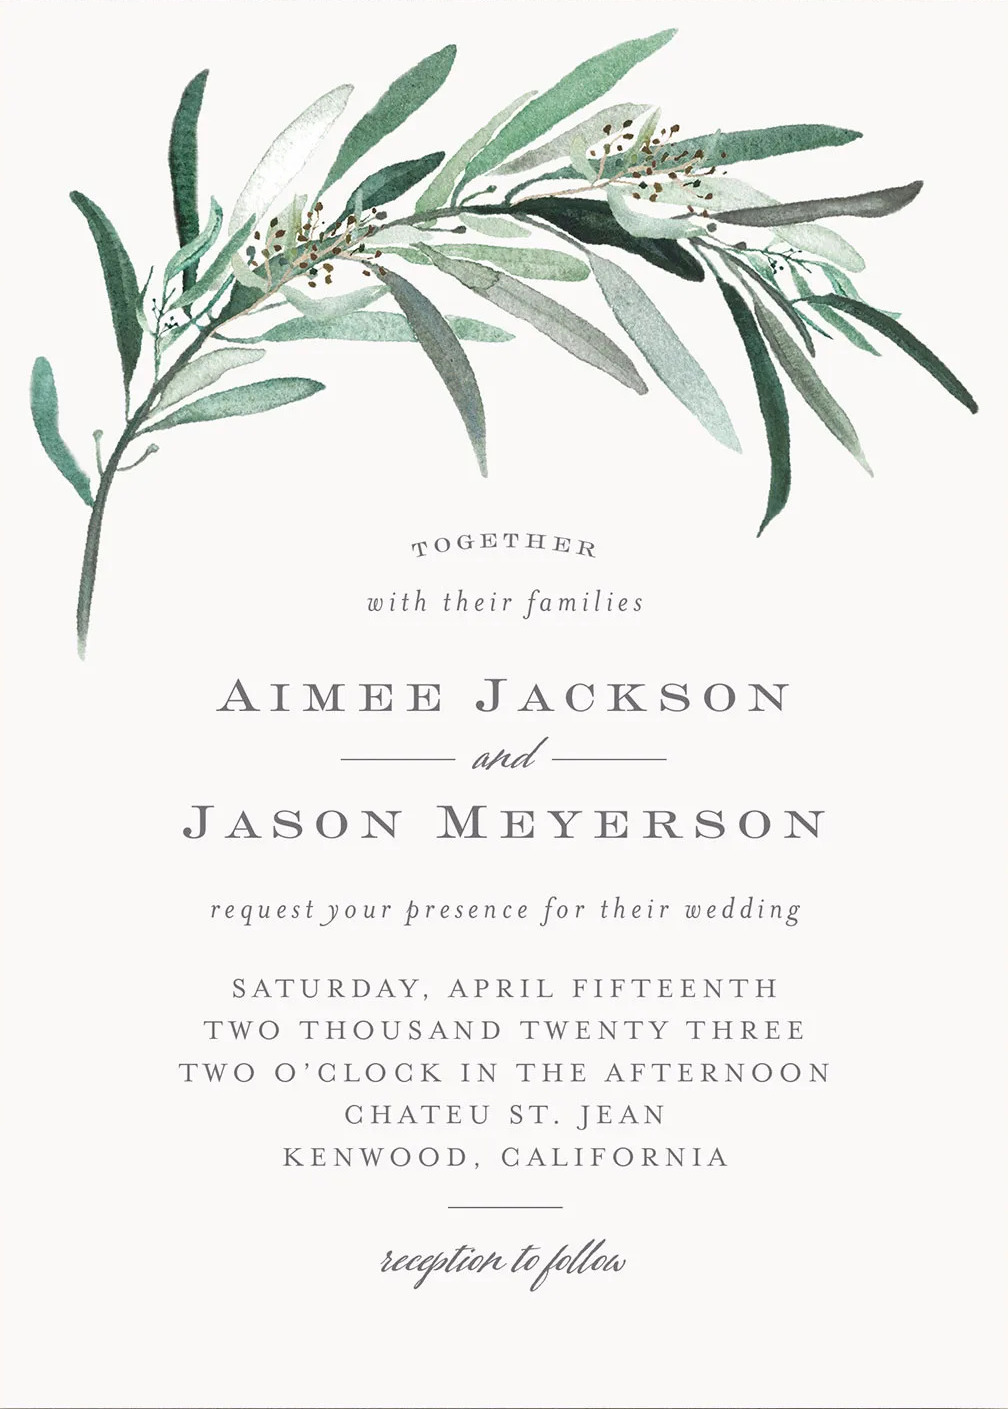 TOGETHER
with their families
AIMEE JACKSON
and
JASON MEYERSON
request your presence for their wedding
SATURDAY, APRIL FIFTEENTH
TWO THOUSAND TWENTY THREE
TWO O’CLOCK IN THE AFTERNOON
CHATEU ST. JEAN
KENWOOD, CALIFORNIA
reception to follow